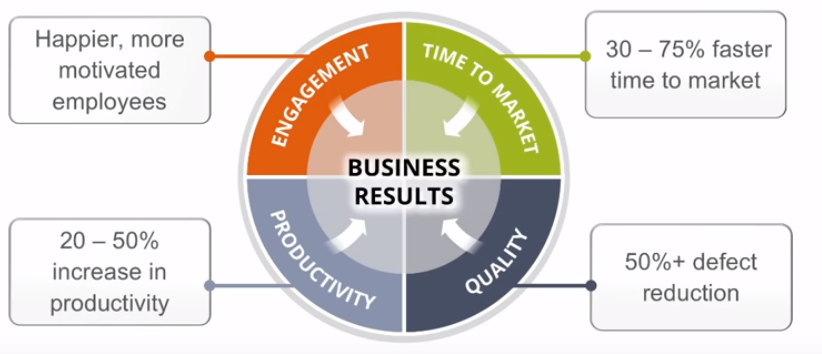 Happier, more
motivated
employees
ENGAGEMENT
TIME TO MARKET
30 – 75% faster
time to market
BUSINESS
RESULTS
20 – 50%
increase in
productivity
PRODUCTIVITY
QUALITY
50%+ defect
reduction